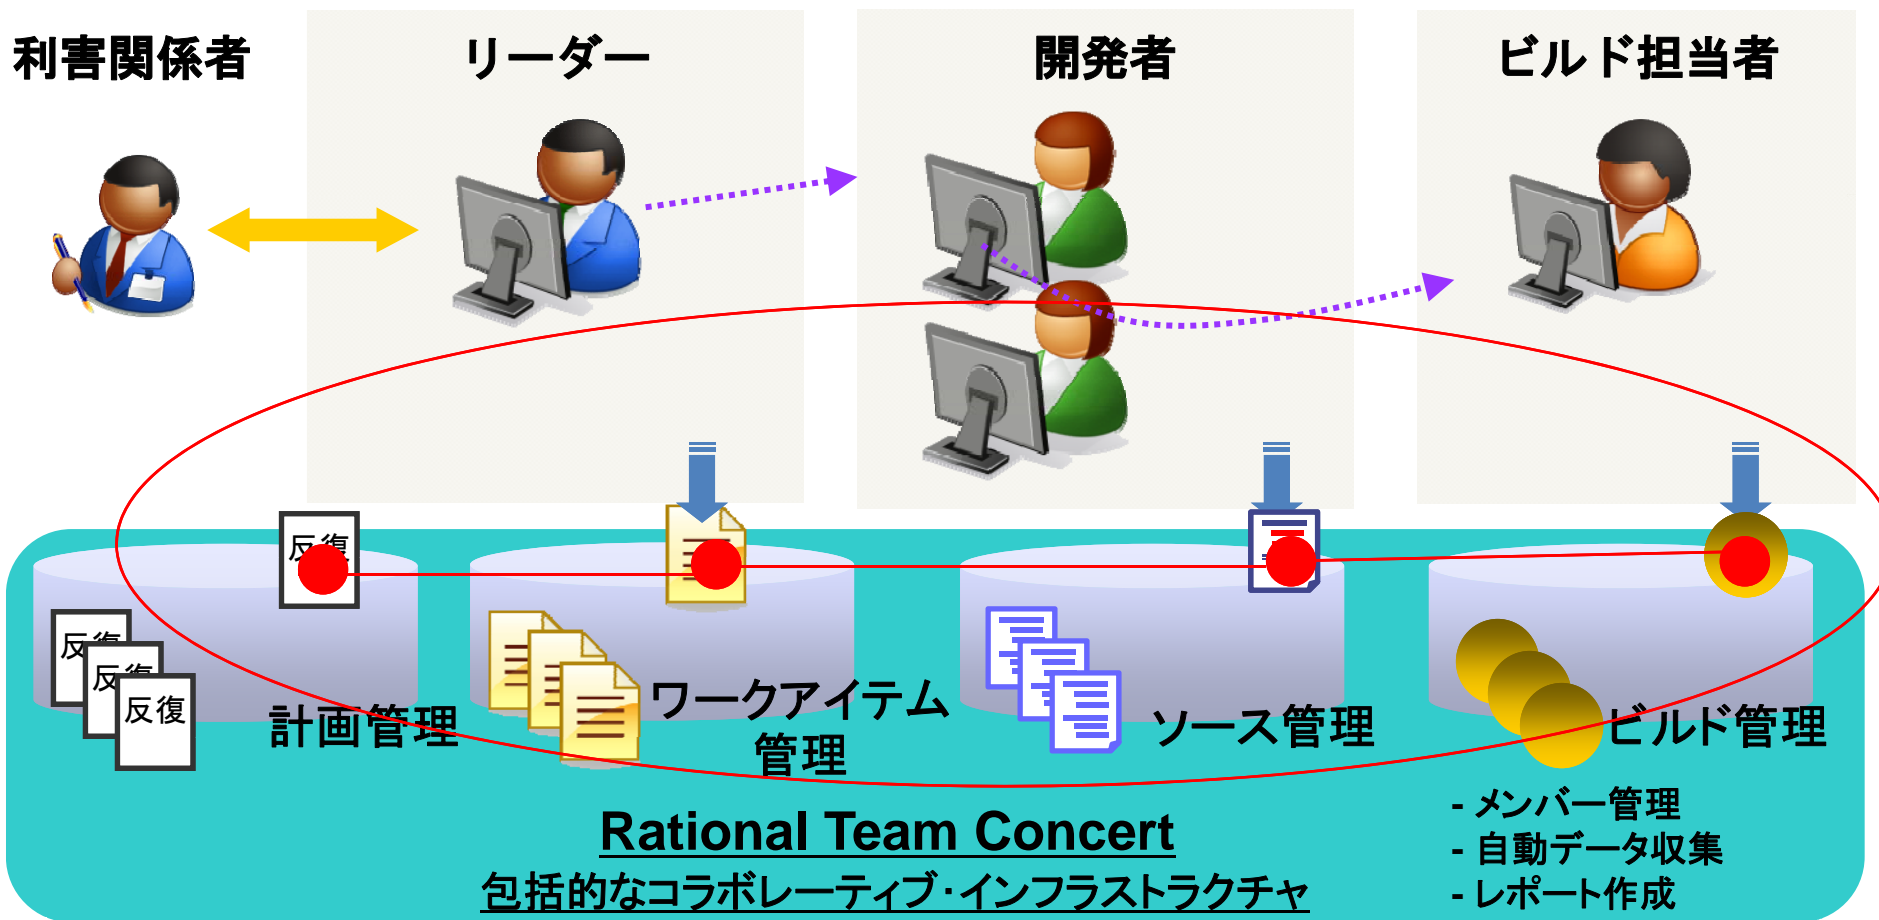 利害関係者
リーダー
開発者
ビルド担当者
反復
反復
反復
反復
計画管理
ワークアイテム
管理
ソース管理
ビルド管理
Rational Team Concert
包括的なコラボレーティブ・インフラストラクチャ
- メンバー管理
- 自動データ収集
- レポート作成